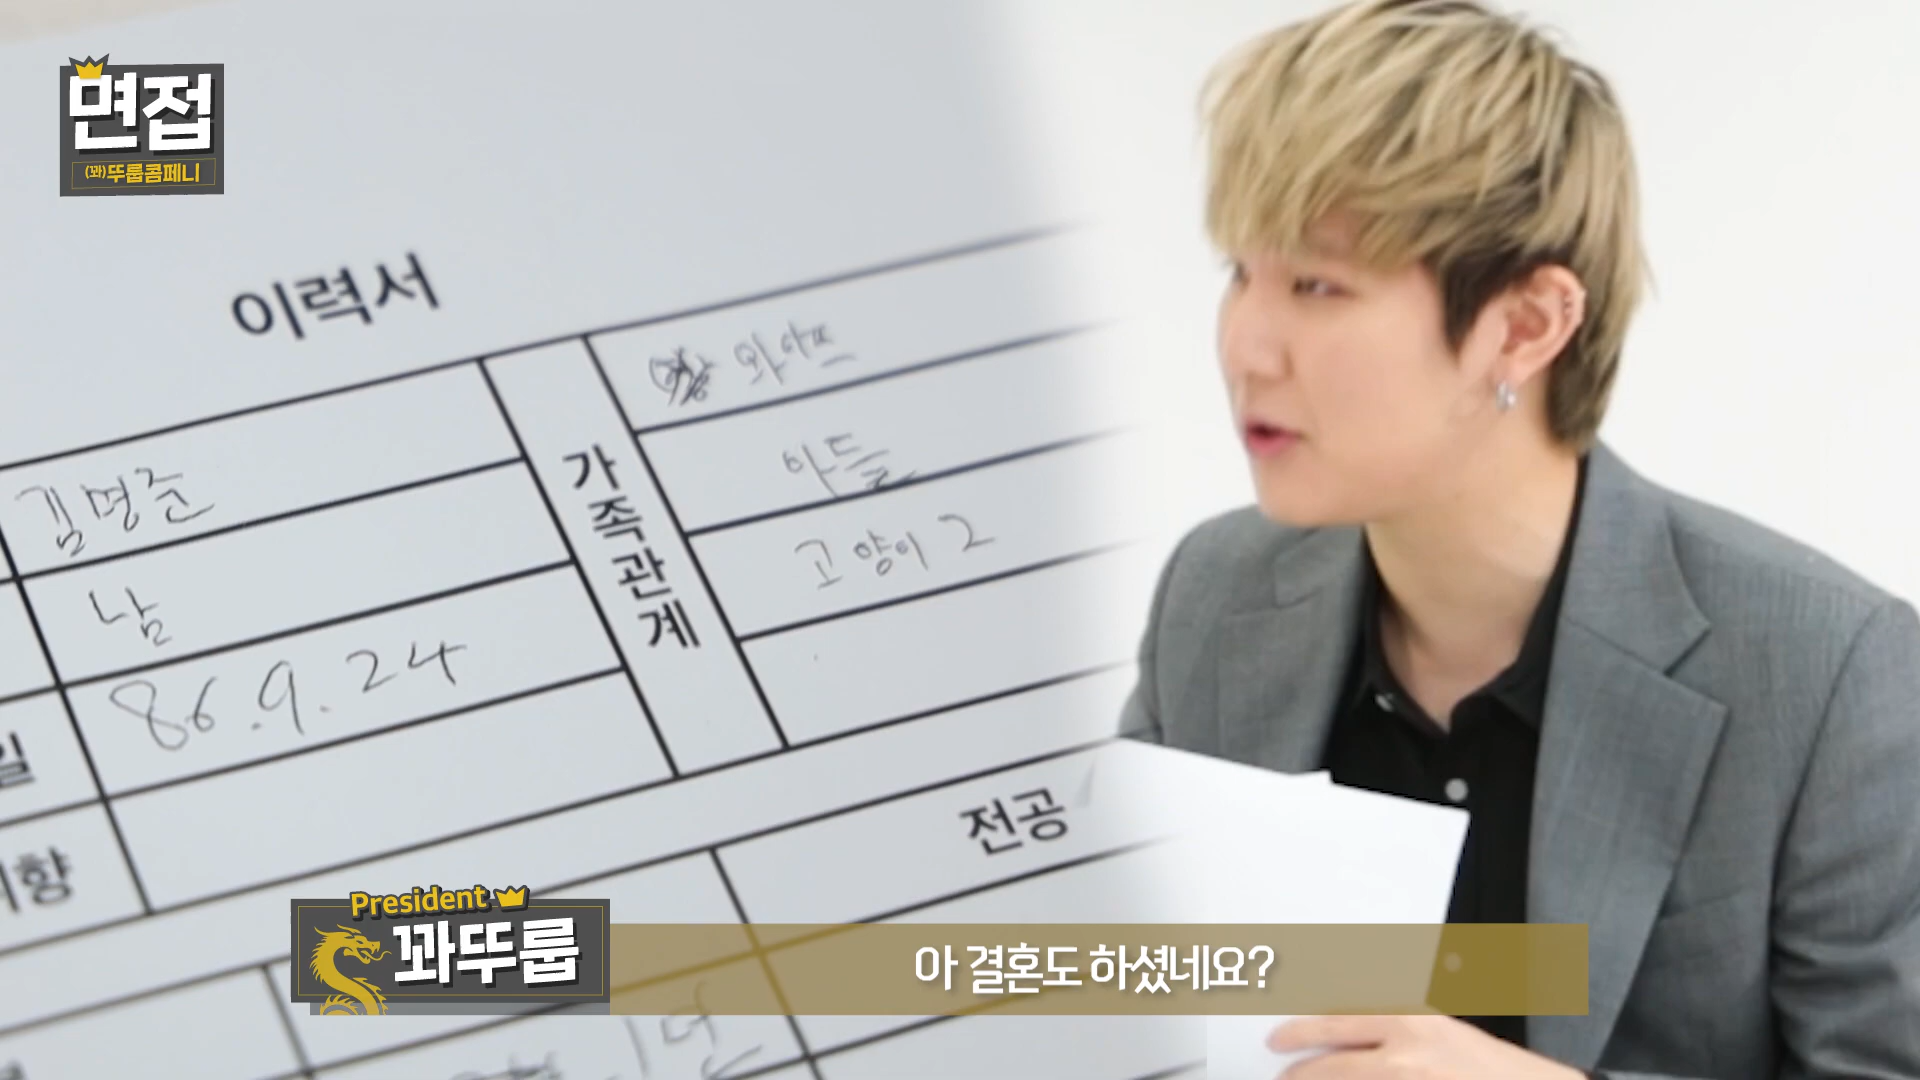 면접
(꽈)뚜룹콤페니
이력서
와이프
김명준
가족관계
아들
남
고양이 2
86.9.24
일
향
전공
President
꽈뚜룹
아 결혼도 하셨네요?